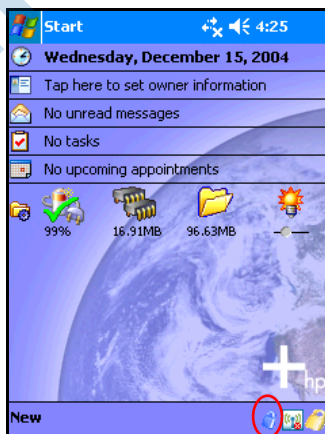 Start 4:25
Wednesday, December 15, 2004
Tap here to set owner information
No unread messages
No tasks
No upcoming appointments
99% 16.91MB 96.63MB
hp
New